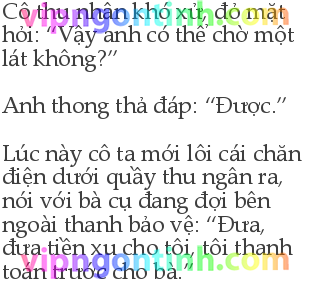 Cô thu nhân khó xử, đỏ mặt
hỏi: “Vậy anh có thể chờ một
lát không?”
Anh thong thả đáp: “Được.”
Lúc này cô ta mới lôi cái chăn
điện dưới quầy thu ngân ra,
nói với bà cụ đang đợi bên
ngoài thanh bảo vệ: “Đưa,
đưa tiền xu cho tôi, tôi thanh
toán trước cho bà.”
vipngontinh.com
vipngontinh.com